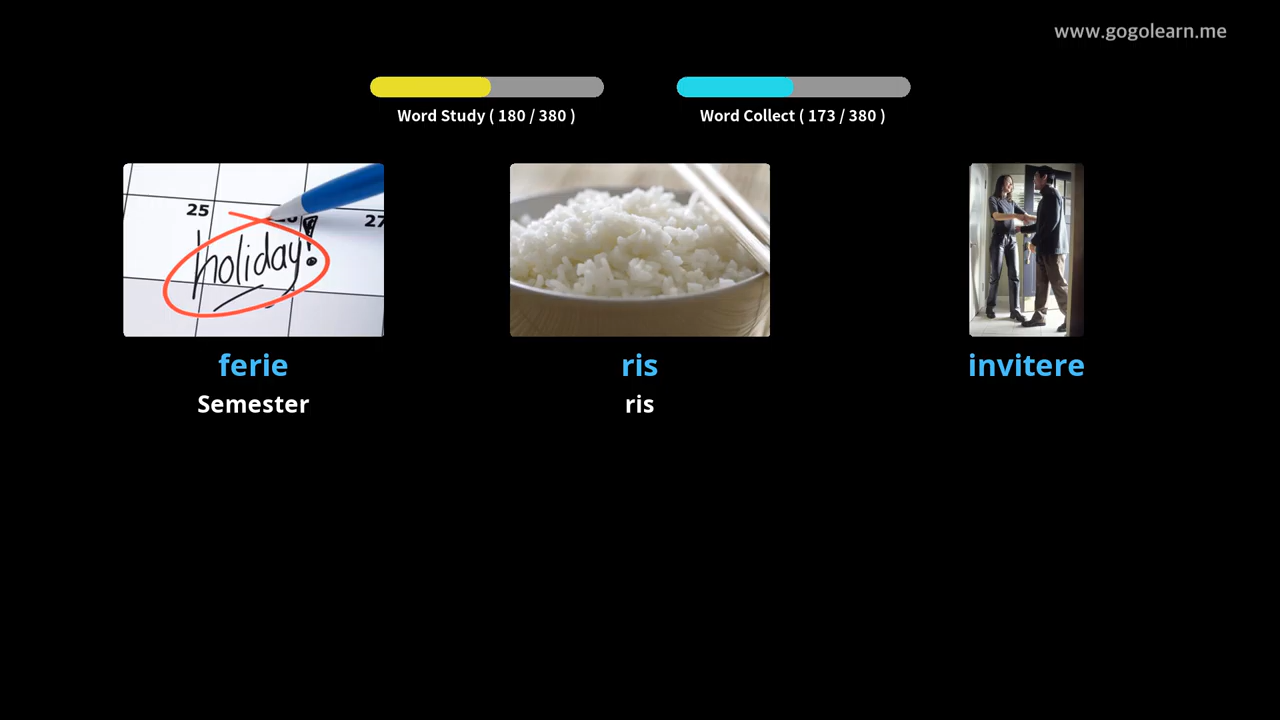 www.gogolearn.me
Word Study ( 180 / 380 )
Word Collect ( 173 / 380 )
25
27
holiday!
ferie
ris
invitere
Semester
ris